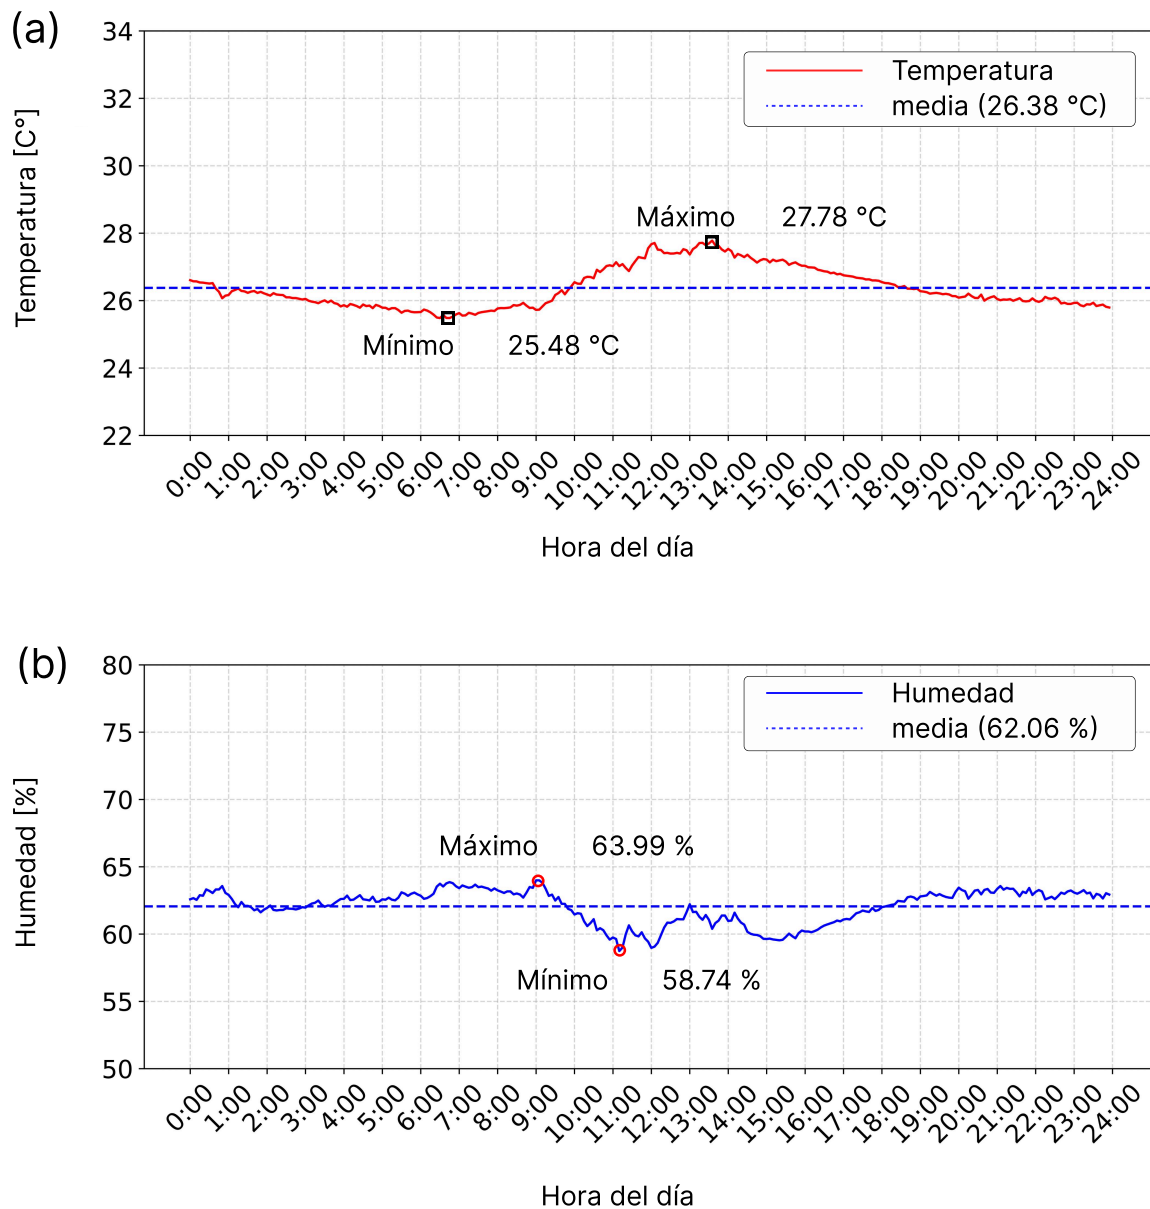 (a)
34
32
30
28
26
24
22
Temperatura [C°]
Temperatura
media (26.38 °C)
Máximo 27.78 °C
Mínimo 25.48 °C
0:00 1:00 2:00 3:00 4:00 5:00 6:00 7:00 8:00 9:00 10:00 11:00 12:00 13:00 14:00 15:00 16:00 17:00 18:00 19:00 20:00 21:00 22:00 23:00 24:00
Hora del día
(b)
80
75
70
65
60
55
50
Humedad [%]
Humedad
media (62.06 %)
Máximo 63.99 %
Mínimo 58.74 %
0:00 1:00 2:00 3:00 4:00 5:00 6:00 7:00 8:00 9:00 10:00 11:00 12:00 13:00 14:00 15:00 16:00 17:00 18:00 19:00 20:00 21:00 22:00 23:00 24:00
Hora del día